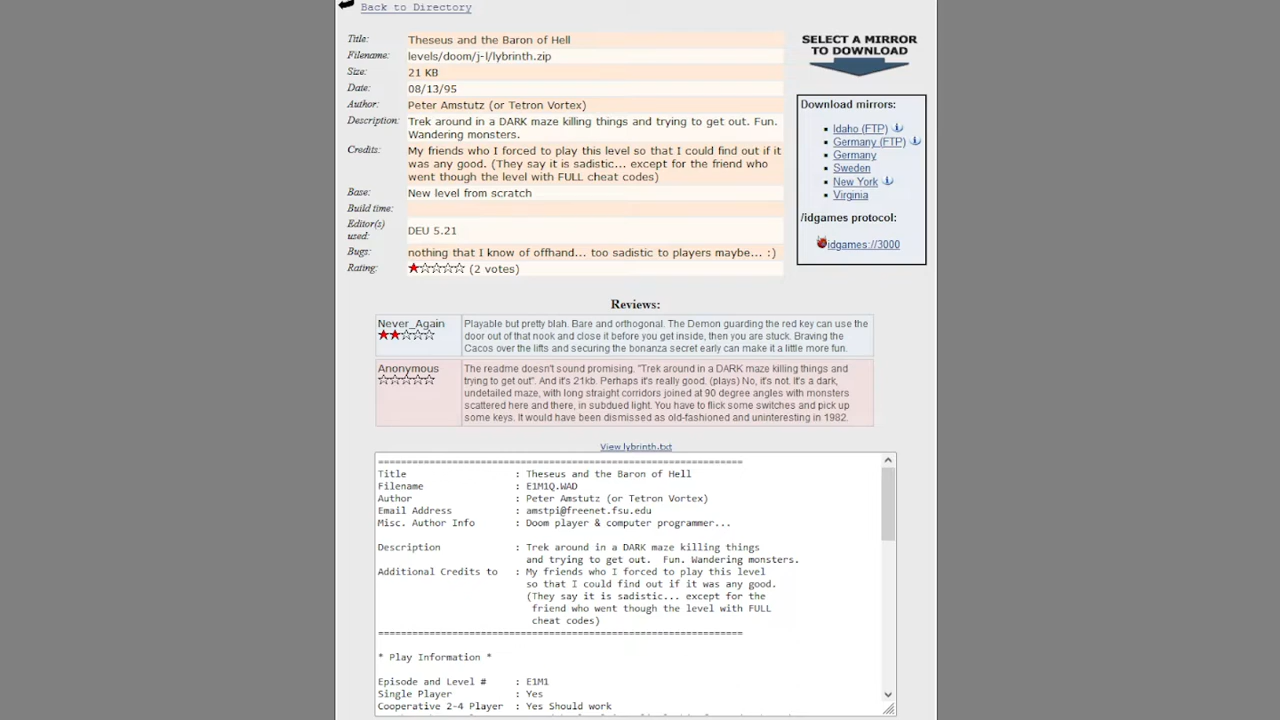 Back to Directory
Title: Theseus and the Baron of Hell
Filename: levels/doom/j-l/lybrinth.zip
Size: 21 KB
Date: 08/13/95
Author: Peter Amstutz (or Tetron Vortex)
Description: Trek around in a DARK maze killing things and trying to get out. Fun.
Wandering monsters.
Credits: My friends who I forced to play this level so that I could find out if it
was any good. (They say it is sadistic... except for the friend who
went though the level with FULL cheat codes)
Base: New level from scratch
Build time:
Editor(s)
used: DEU 5.21
Bugs: nothing that I know of offhand... too sadistic to players maybe... :)
Rating: (2 votes)
SELECT A MIRROR
TO DOWNLOAD
Download mirrors:
Idaho (FTP)
Germany (FTP)
Germany
Sweden
New York
Virginia
/idgames protocol:
idgames://3000
Reviews:
Never_Again
Playable but pretty blah. Bare and orthogonal. The Demon guarding the red key can use the
door out of that nook and close it before you get inside, then you are stuck. Braving the
Cacos over the lifts and securing the bonanza secret early can make it a little more fun.
Anonymous
The readme doesn't sound promising. "Trek around in a DARK maze killing things and
trying to get out". And it's 21kb. Perhaps it's really good. (plays) No, it's not. It's a dark,
undetailed maze, with long straight corridors joined at 90 degree angles with monsters
scattered here and there, in subdued light. You have to flick some switches and pick up
some keys. It would have been dismissed as old-fashioned and uninteresting in 1982.
View lybrinth.txt
================================================================
Title : Theseus and the Baron of Hell
Filename : E1M1Q.WAD
Author : Peter Amstutz (or Tetron Vortex)
Email Address : amstpi@freenet.fsu.edu
Misc. Author Info : Doom player & computer programmer...
Description : Trek around in a DARK maze killing things
and trying to get out. Fun. Wandering monsters.
Additional Credits to : My friends who I forced to play this level
so that I could find out if it was any good.
(They say it is sadistic... except for the
friend who went though the level with FULL
cheat codes)
================================================================
* Play Information *
Episode and Level # : E1M1
Single Player : Yes
Cooperative 2-4 Player : Yes Should work